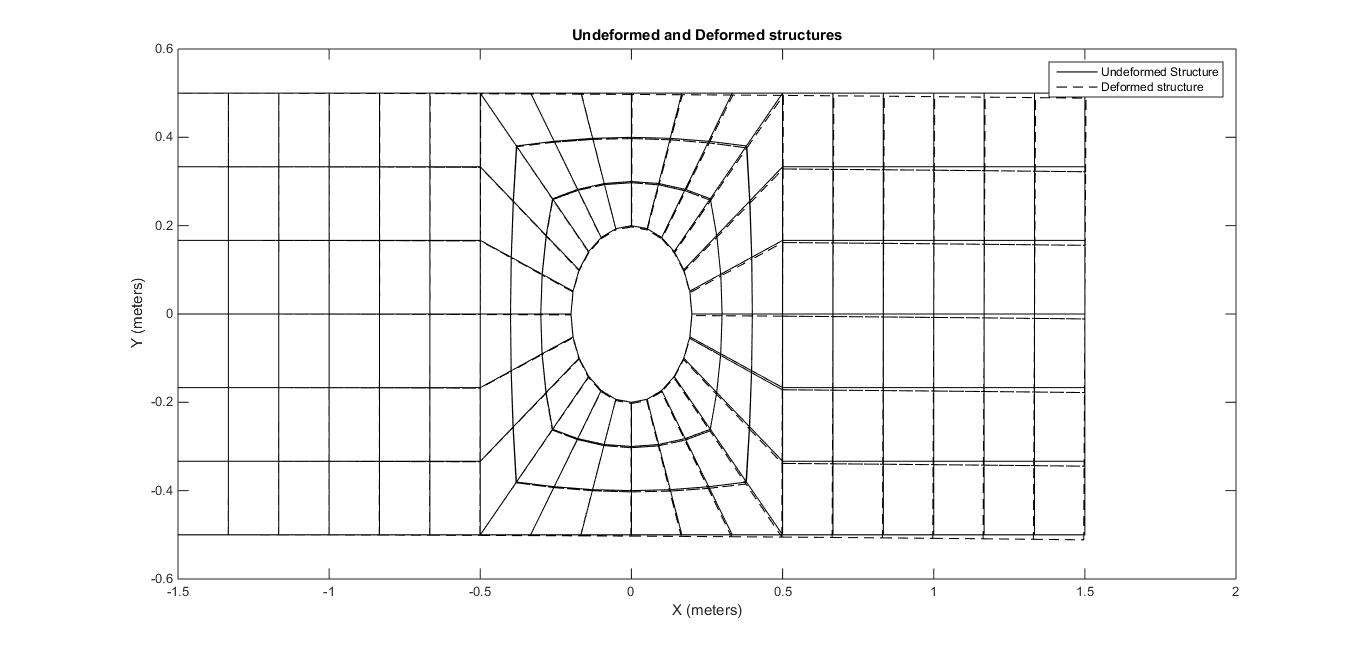 Undeformed and Deformed structures
Undeformed Structure
Deformed structure
0.6
0.4
0.2
0
-0.2
-0.4
-0.6
Y (meters)
-1.5 -1 -0.5 0 0.5 1 1.5 2
X (meters)